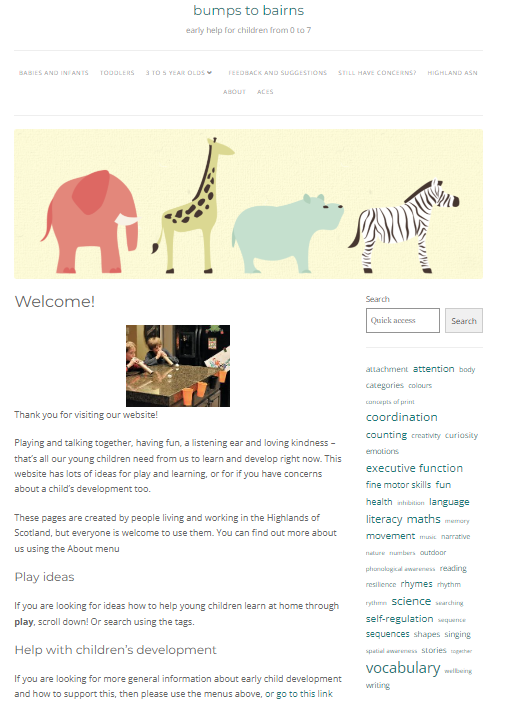 bumps to bairns
early help for children from 0 to 7
BABIES AND INFANTS TODDLERS 3 TO 5 YEAR OLDS FEEDBACK AND SUGGESTIONS STILL HAVE CONCERNS? HIGHLAND ASN
ABOUT ACES
Welcome!
Thank you for visiting our website!
Playing and talking together, having fun, a listening ear and loving kindness –
that's all our young children need from us to learn and develop right now. This
website has lots of ideas for play and learning, or for if you have concerns
about a child's development too.
These pages are created by people living and working in the Highlands of
Scotland, but everyone is welcome to use them. You can find out more about
us using the About menu
Play ideas
If you are looking for ideas how to help young children learn at home through
play, scroll down! Or search using the tags.
Help with children's development
If you are looking for more general information about early child development
and how to support this, then please use the menus above, or go to this link
Search
Quick access Search
attachment attention body
categories colours
concepts of print
coordination
counting creativity curiosity
emotions
executive function
fine motor skills fun
health inhibition language
literacy maths memory
movement music narrative
nature numbers outdoor
phonological awareness reading
resilience rhymes rhythm
rythmn science searching
self-regulation sequence
sequences shapes singing
spatial awareness stories together
vocabulary wellbeing
writing